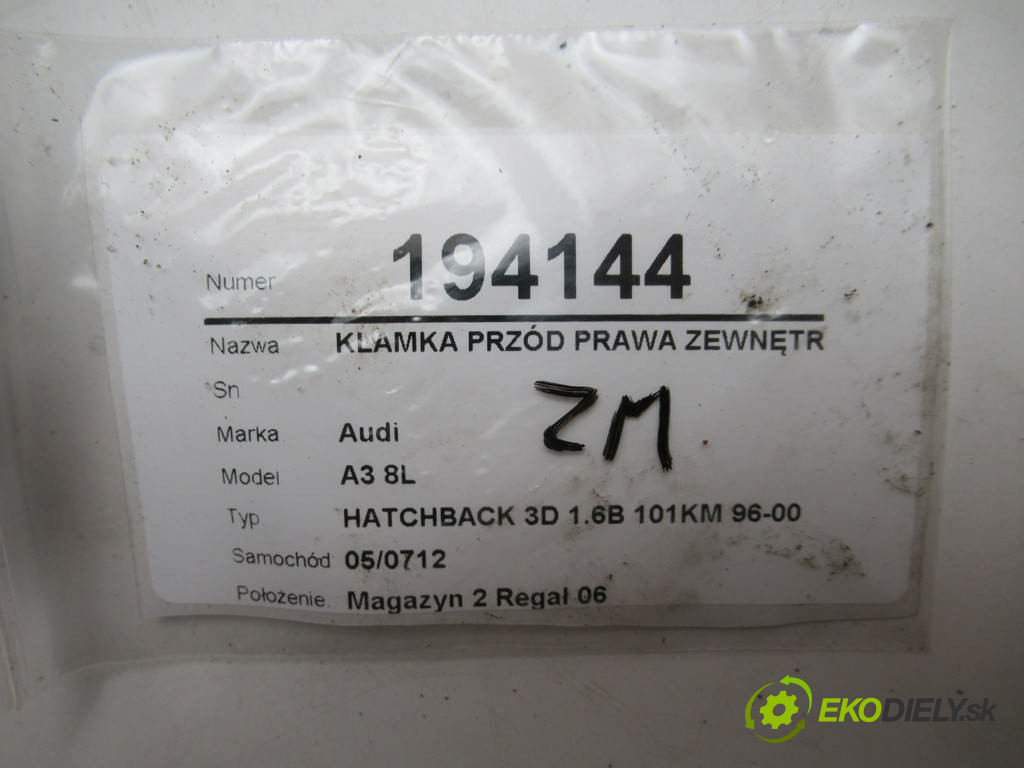 Numer 194144
Nazwa KLAMKA PRZÓD PRAWA ZEWNĘTR
Sn
ZM
Marka Audi
Model A3 8L
Typ HATCHBACK 3D 1.6B 101KM 96-00
Samochód 05/0712
Położenie Magazyn 2 Regał 06
EKODIELY.sk